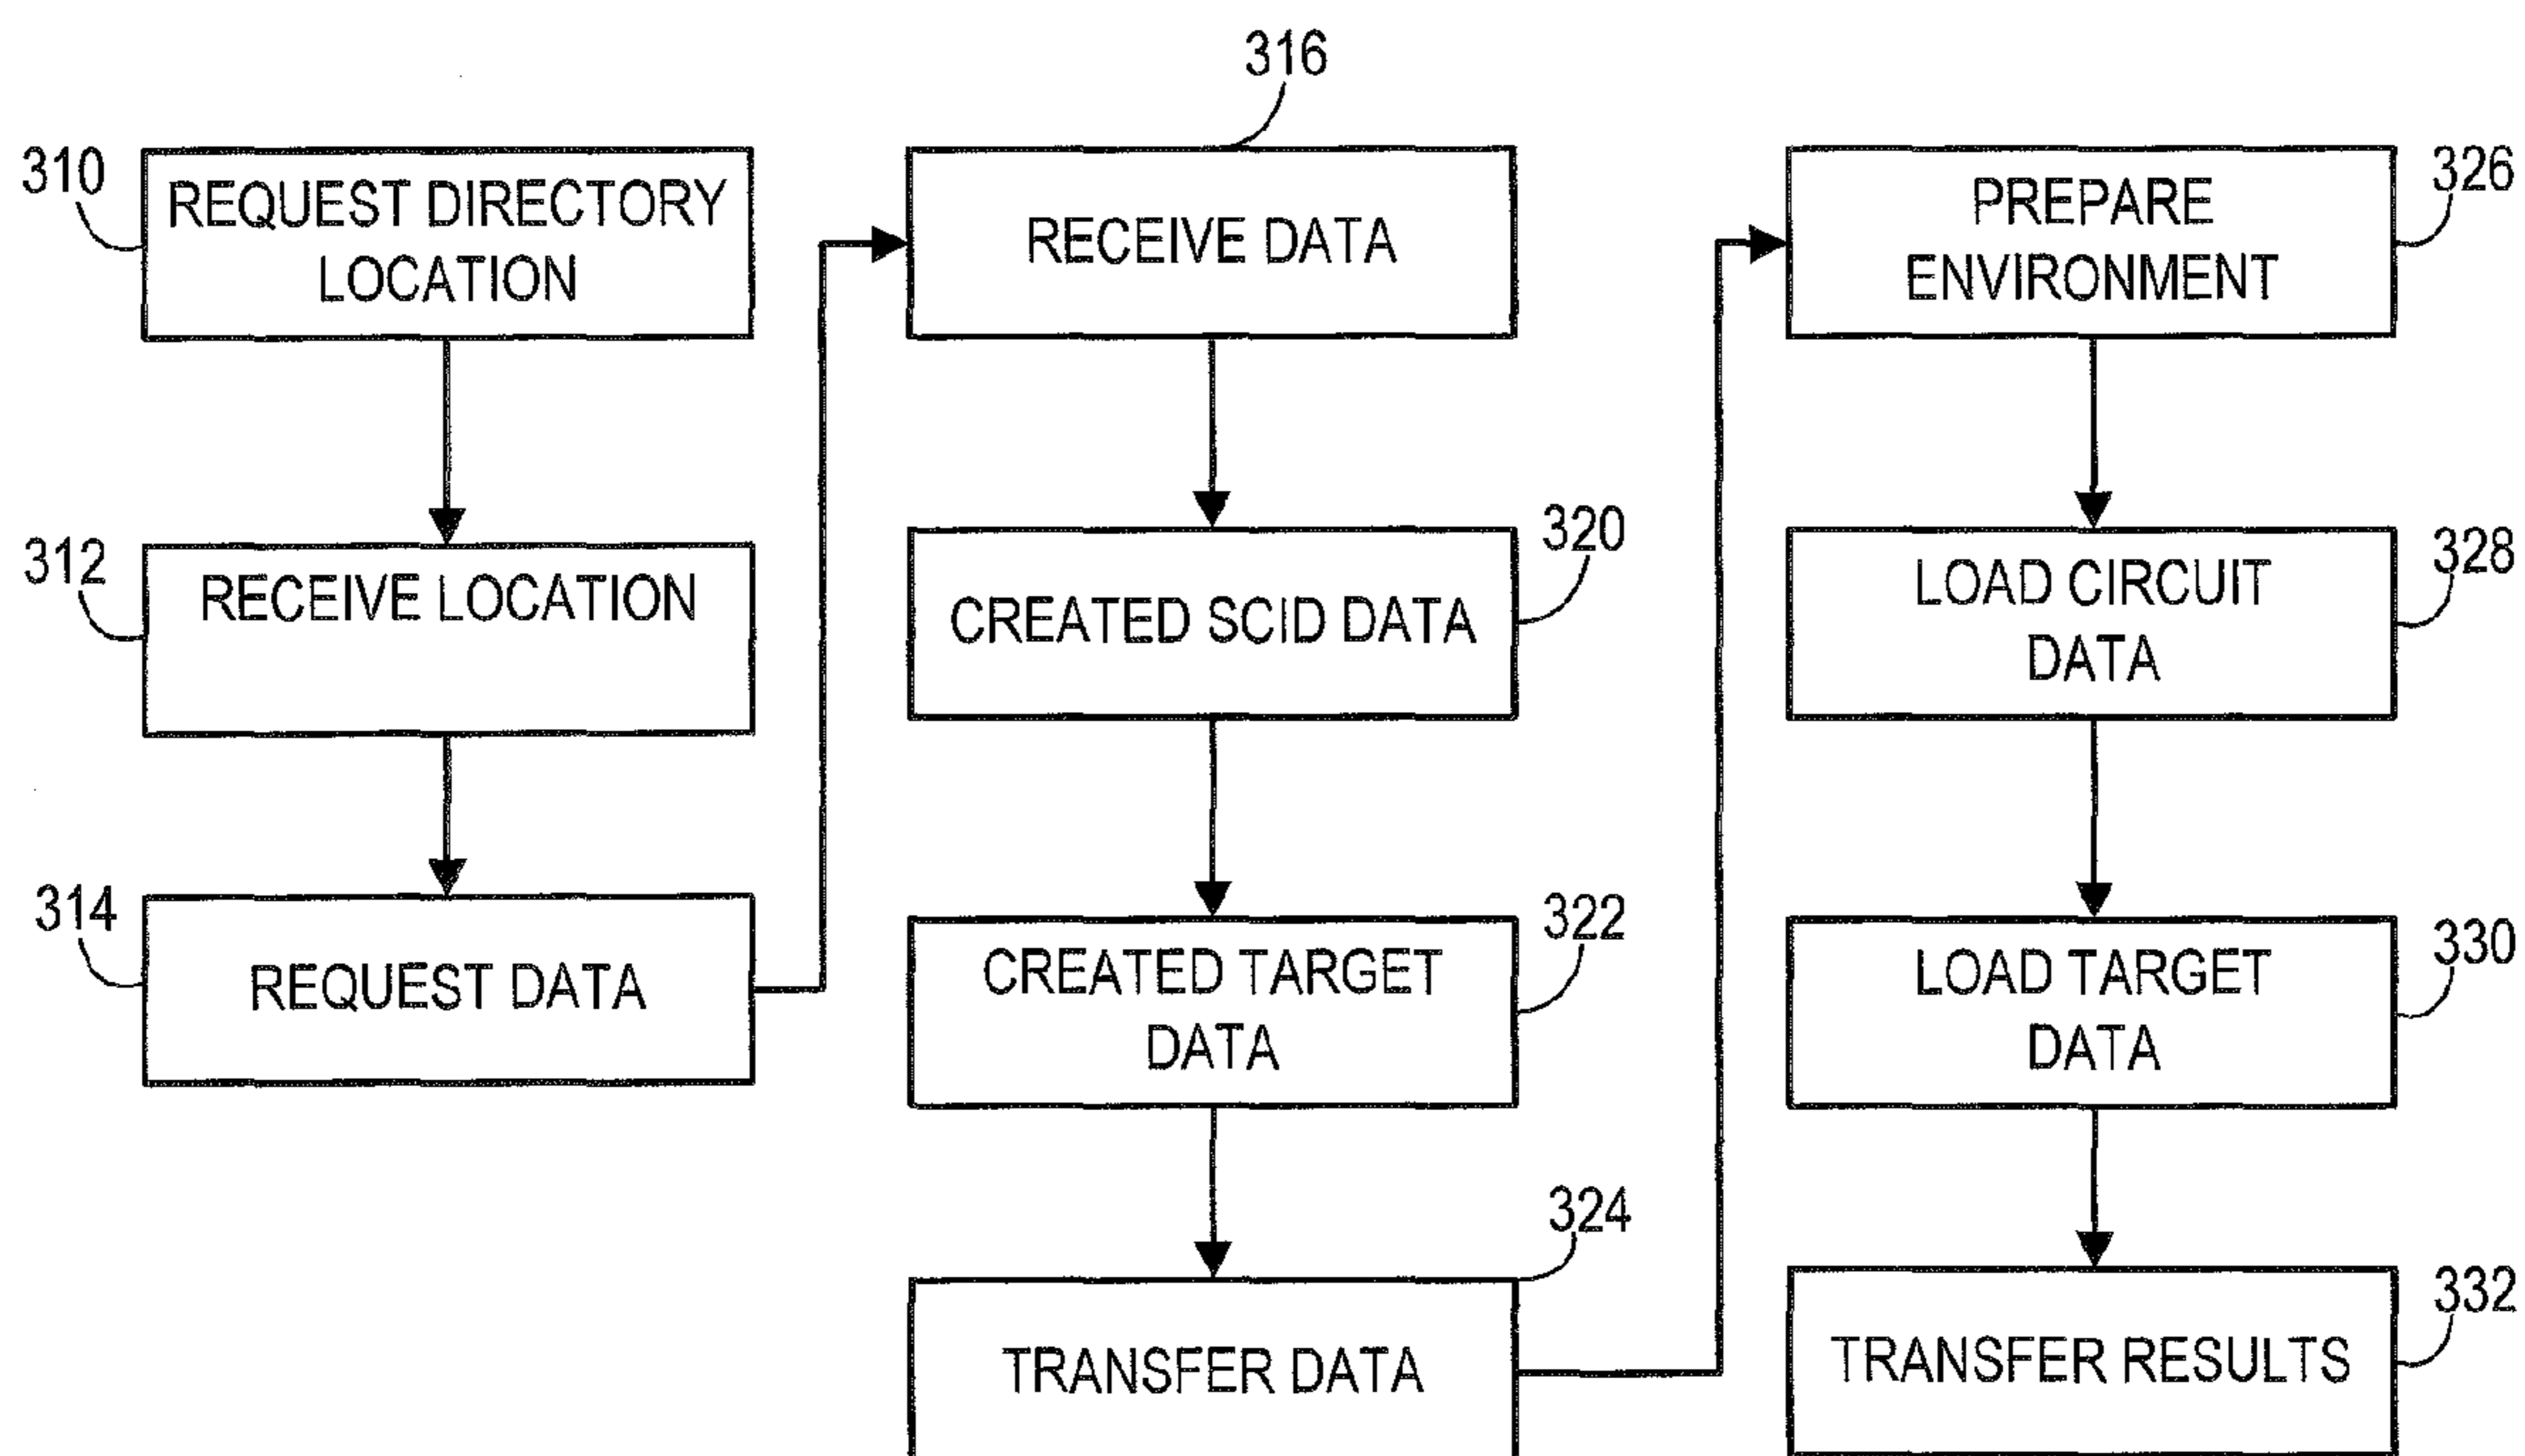 310
REQUEST DIRECTORY
LOCATION
312
RECEIVE LOCATION
314
REQUEST DATA
316
RECEIVE DATA
320
CREATED SCID DATA
322
CREATED TARGET
DATA
324
TRANSFER DATA
326
PREPARE
ENVIRONMENT
328
LOAD CIRCUIT
DATA
330
LOAD TARGET
DATA
332
TRANSFER RESULTS